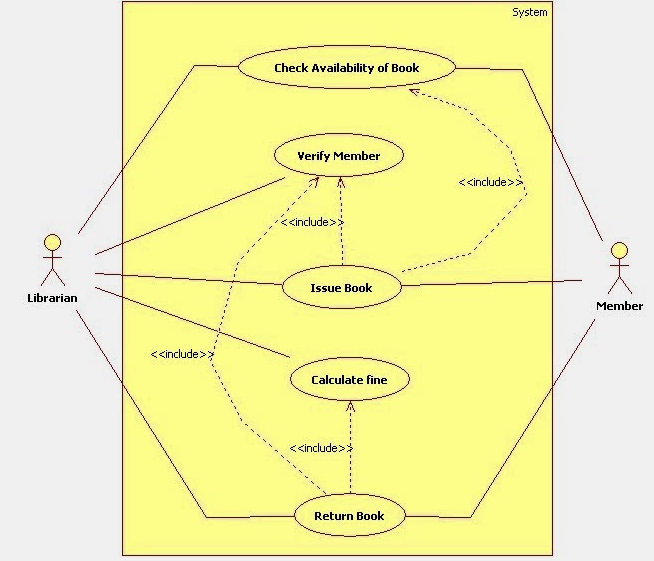 System
Check Availability of Book
Verify Member
<<include>>
<<include>>
Issue Book
Librarian
Member
<<include>>
Calculate fine
<<include>>
Return Book